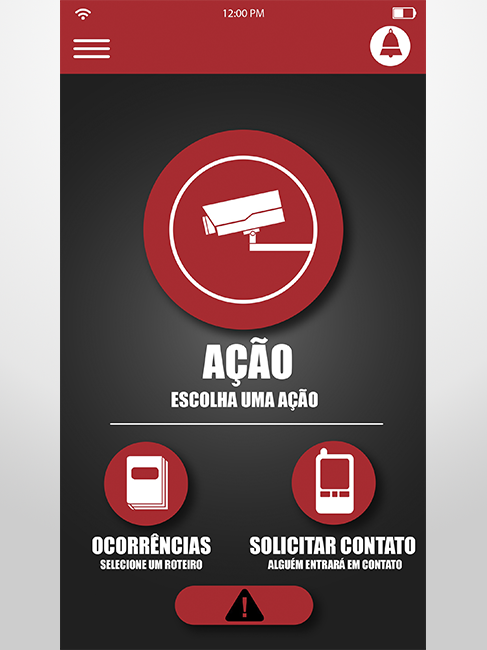 12:00 PM
AÇÃO
ESCOLHA UMA AÇÃO
OCORRÊNCIAS
SELECIONE UM ROTEIRO
SOLICITAR CONTATO
ALGUÉM ENTRARÁ EM CONTATO